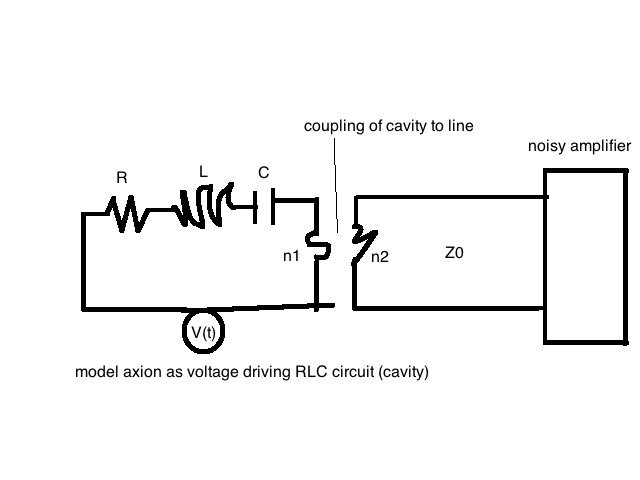 coupling of cavity to line
noisy amplifier
R
L
C
n1
n2
Z0
V(t)
model axion as voltage driving RLC circuit (cavity)